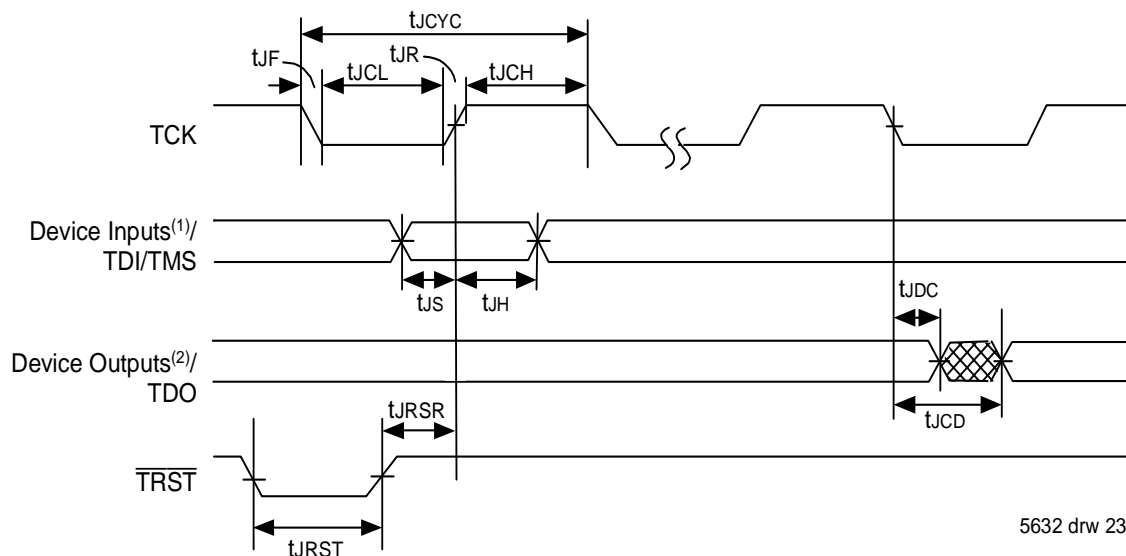 tJCYC
tJF
tJR
tJCL
tJCH
TCK
Device Inputs(1)/
TDI/TMS
tJS
tJH
tJDC
Device Outputs(2)/
TDO
tJRSR
tJCD
TRST
tJRST
5632 drw 23